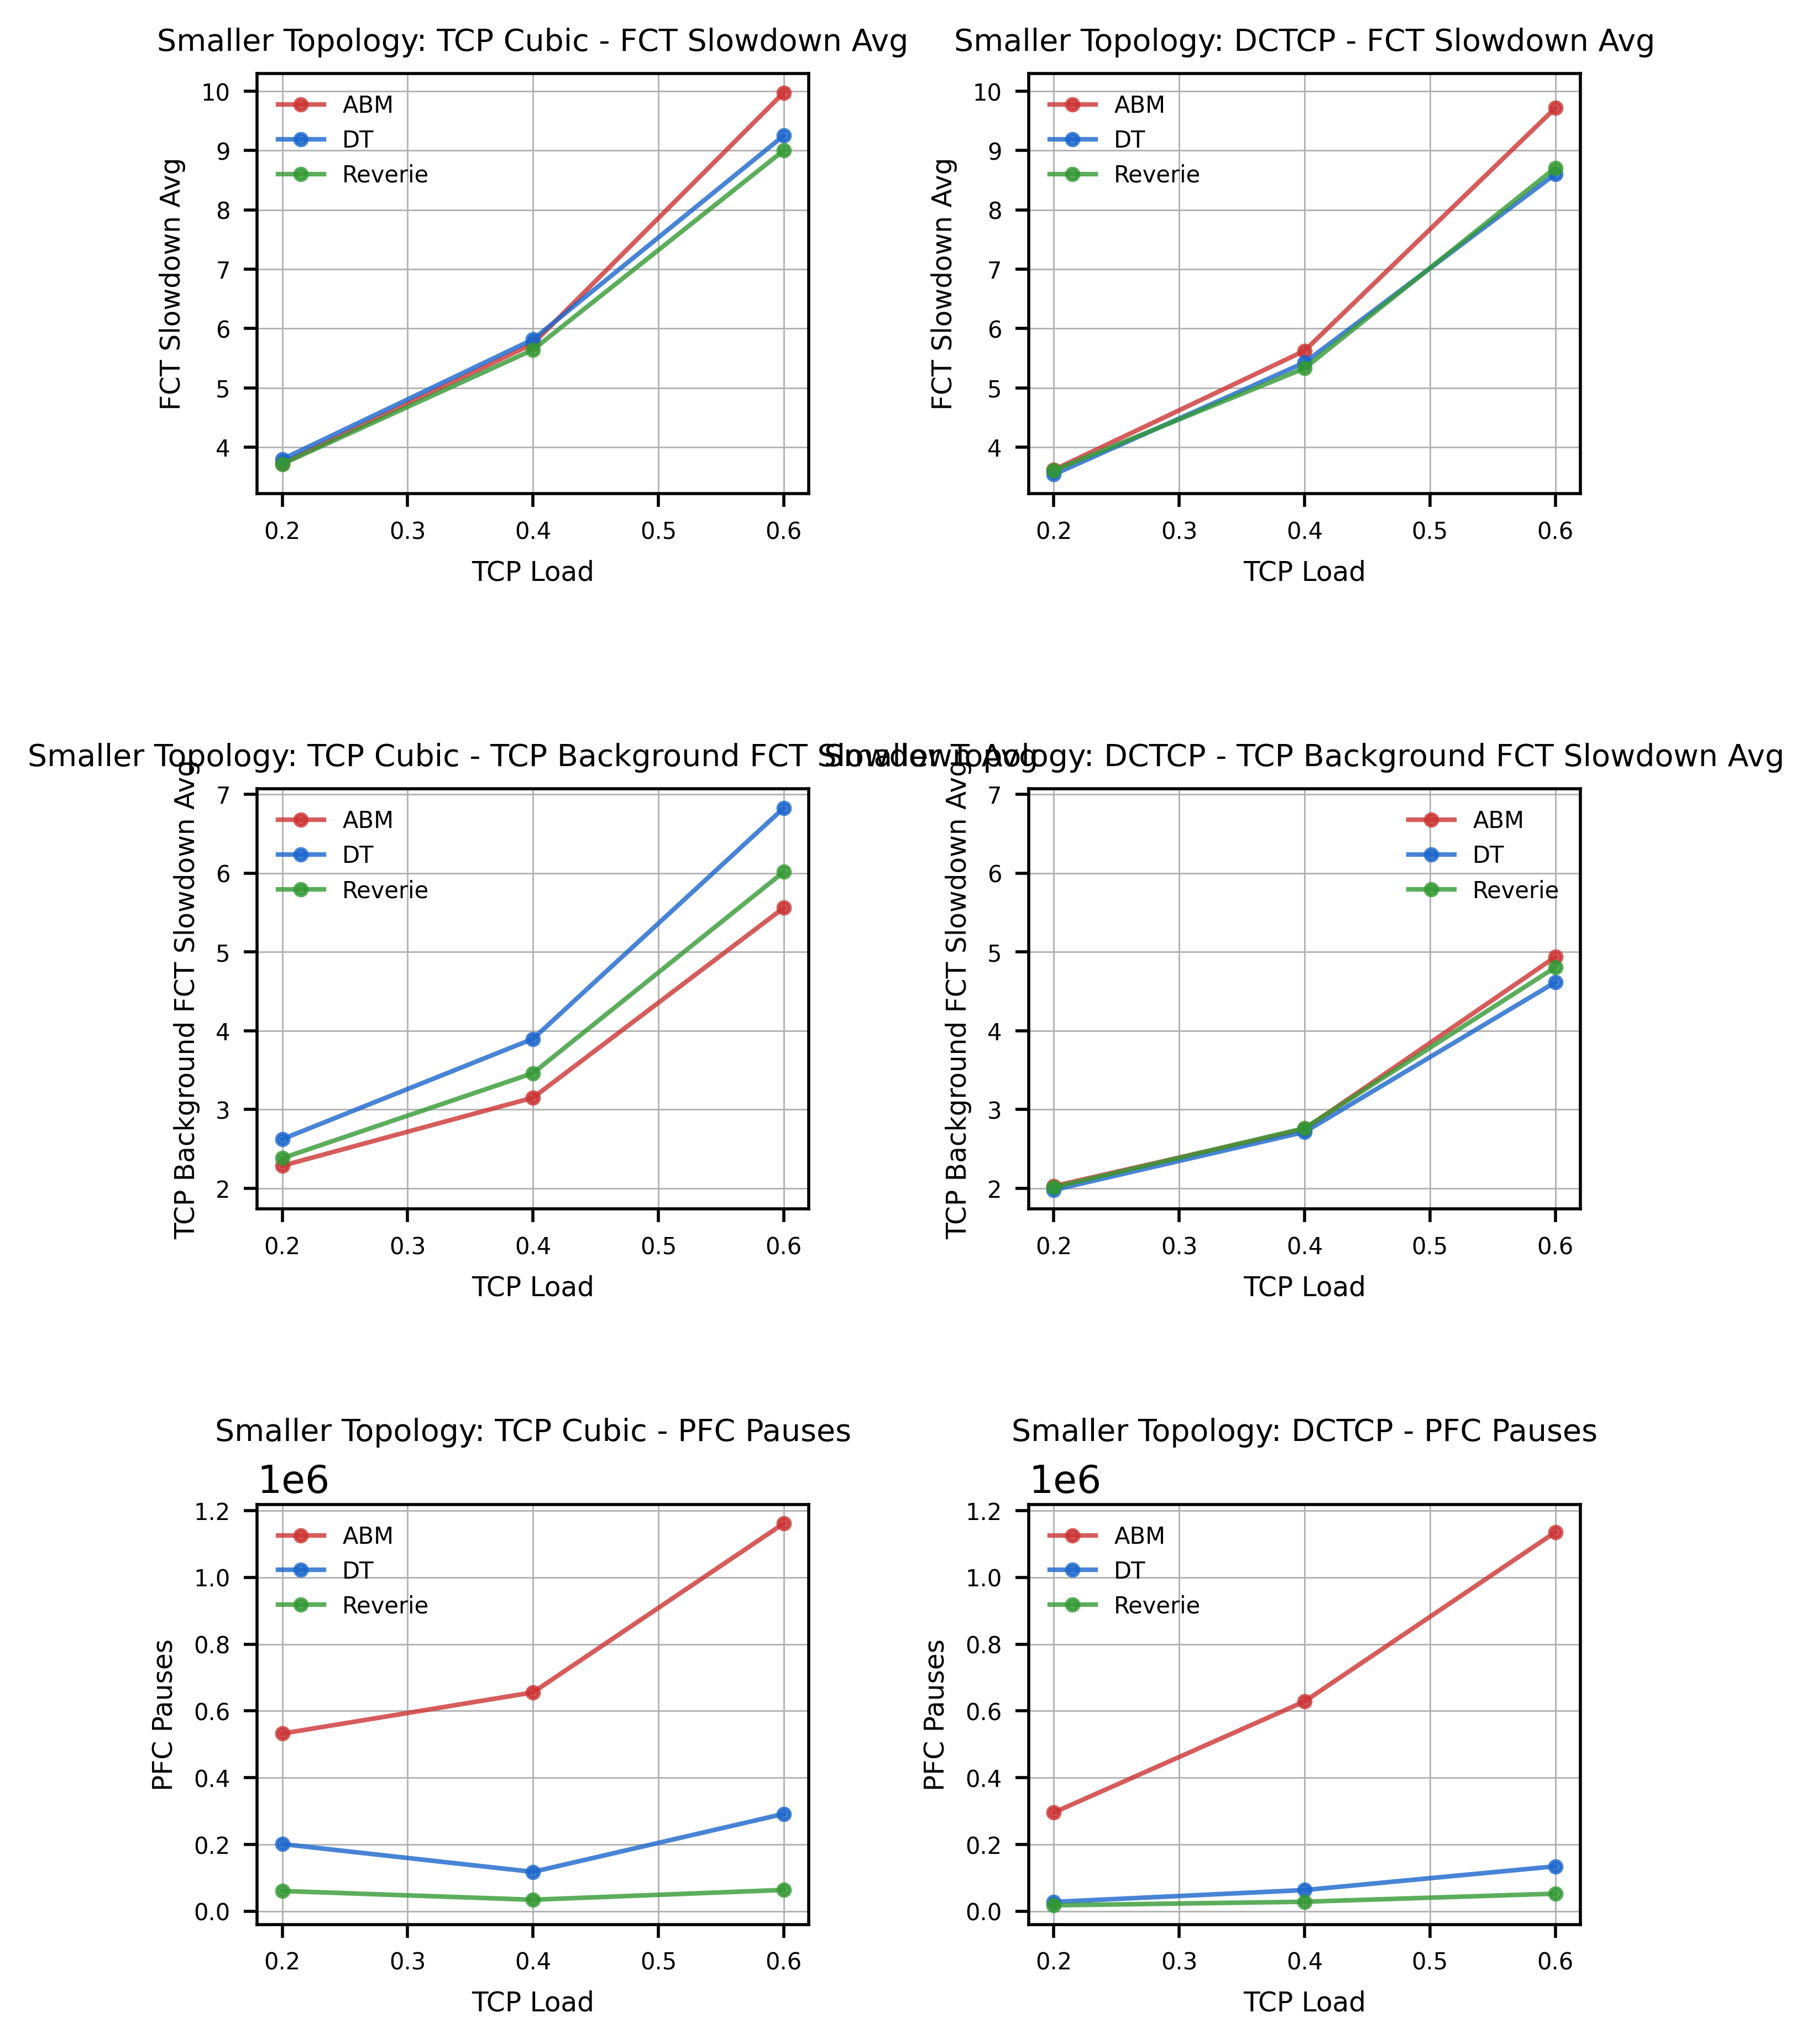 Smaller Topology: TCP Cubic - FCT Slowdown Avg
FCT Slowdown Avg
10
9
8
7
6
5
4
ABM
DT
Reverie
0.2 0.3 0.4 0.5 0.6
TCP Load
Smaller Topology: DCTCP - FCT Slowdown Avg
FCT Slowdown Avg
10
9
8
7
6
5
4
ABM
DT
Reverie
0.2 0.3 0.4 0.5 0.6
TCP Load
Smaller Topology: TCP Cubic - TCP Background FCT Slowdown Avg
TCP Background FCT Slowdown Avg
7
6
5
4
3
2
ABM
DT
Reverie
0.2 0.3 0.4 0.5 0.6
TCP Load
Smaller Topology: DCTCP - TCP Background FCT Slowdown Avg
TCP Background FCT Slowdown Avg
7
6
5
4
3
2
ABM
DT
Reverie
0.2 0.3 0.4 0.5 0.6
TCP Load
Smaller Topology: TCP Cubic - PFC Pauses
1e6
PFC Pauses
1.2
1.0
0.8
0.6
0.4
0.2
0.0
ABM
DT
Reverie
0.2 0.3 0.4 0.5 0.6
TCP Load
Smaller Topology: DCTCP - PFC Pauses
1e6
PFC Pauses
1.2
1.0
0.8
0.6
0.4
0.2
0.0
ABM
DT
Reverie
0.2 0.3 0.4 0.5 0.6
TCP Load